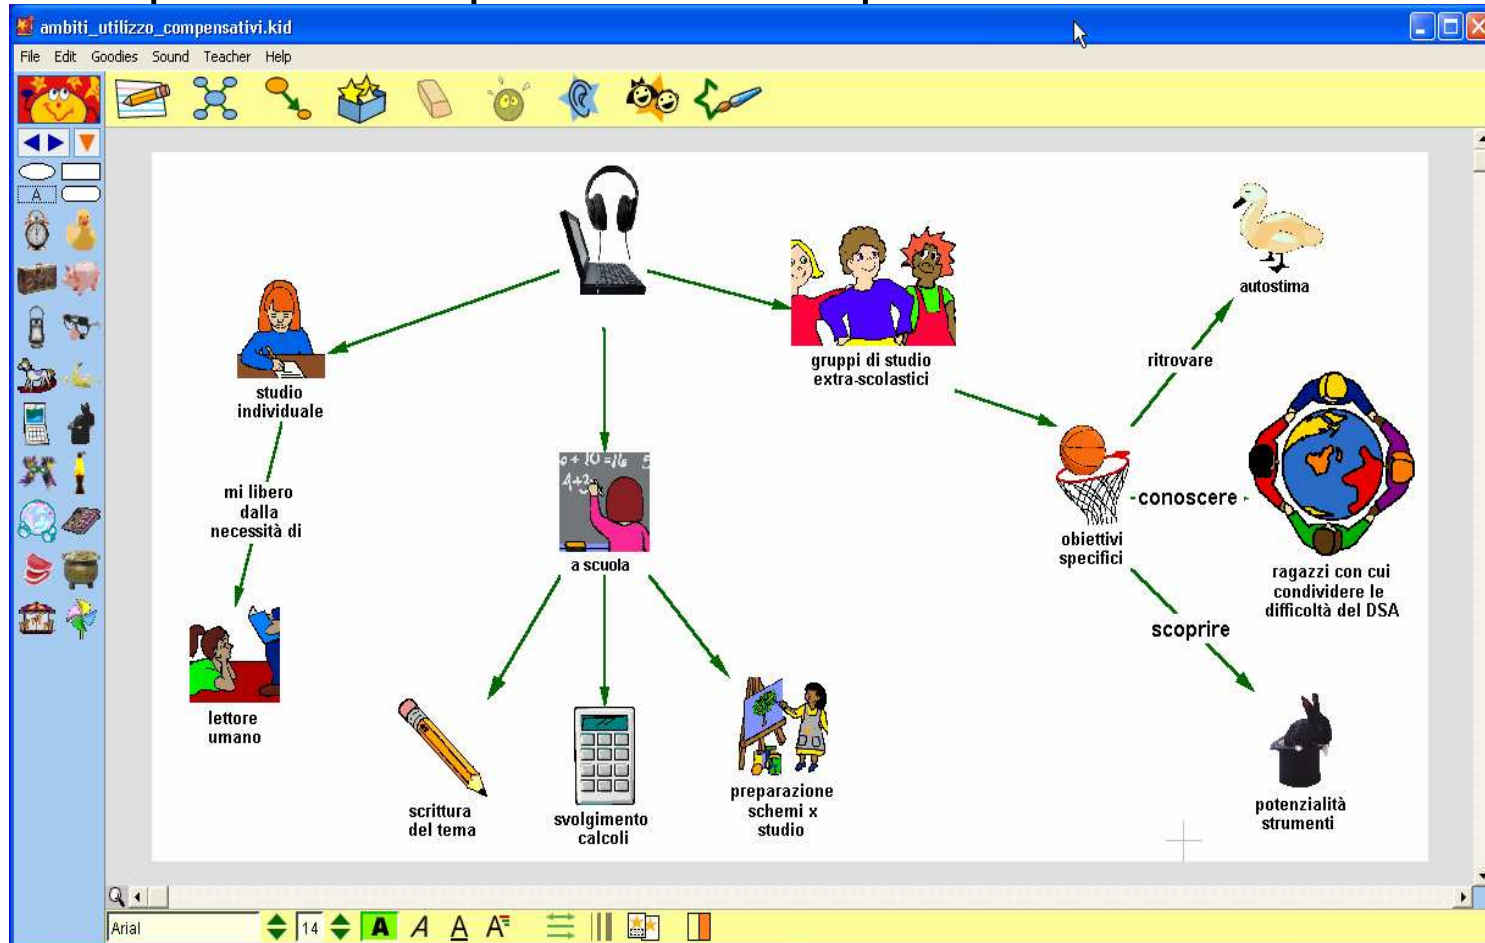 ambiti_utilizzo_compensativi.kid
File Edit Goodies Sound Teacher Help
A
autostima
gruppi di studio
extra-scolastici
ritrovare
studio
individuale
conoscere
mi libero
dalla
necessità di
obiettivi
specifici
a scuola
ragazzi con cui
condividere le
difficoltà del DSA
scoprire
lettore
umano
preparazione
schemi x
studio
scrittura
del tema
svolgimento
calcoli
potenzialità
strumenti
Arial
14
A A A A